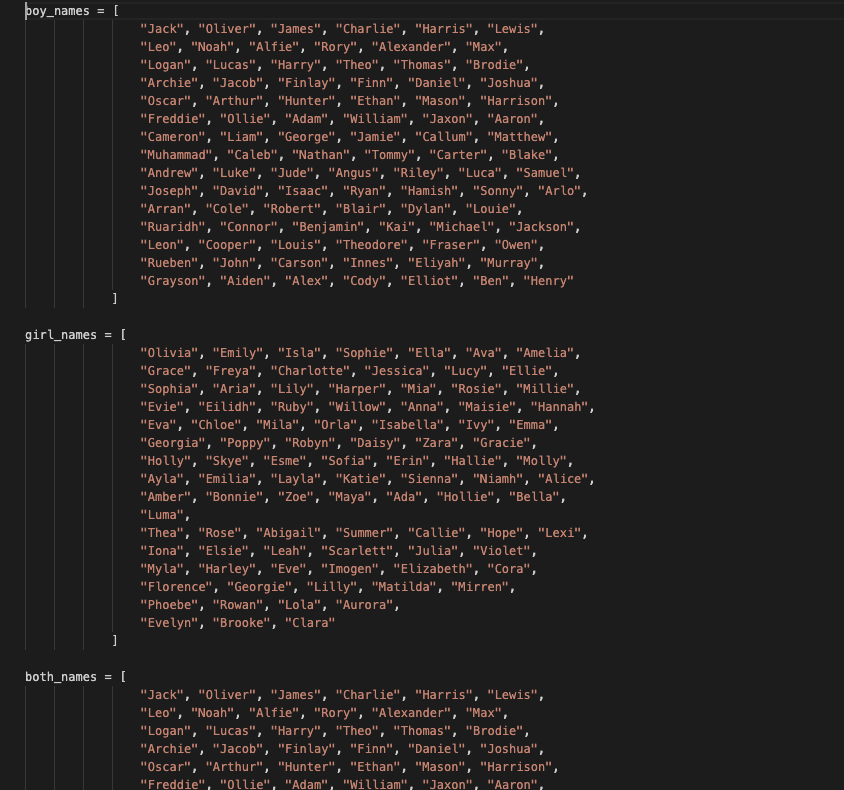 boy_names = [
"Jack", "Oliver", "James", "Charlie", "Harris", "Lewis",
"Leo", "Noah", "Alfie", "Rory", "Alexander", "Max",
"Logan", "Lucas", "Harry", "Theo", "Thomas", "Brodie",
"Archie", "Jacob", "Finlay", "Finn", "Daniel", "Joshua",
"Oscar", "Arthur", "Hunter", "Ethan", "Mason", "Harrison",
"Freddie", "Ollie", "Adam", "William", "Jaxon", "Aaron",
"Cameron", "Liam", "George", "Jamie", "Callum", "Matthew",
"Muhammad", "Caleb", "Nathan", "Tommy", "Carter", "Blake",
"Andrew", "Luke", "Jude", "Angus", "Riley", "Luca", "Samuel",
"Joseph", "David", "Isaac", "Ryan", "Hamish", "Sonny", "Arlo",
"Arran", "Cole", "Robert", "Blair", "Dylan", "Louie",
"Ruaridh", "Connor", "Benjamin", "Kai", "Michael", "Jackson",
"Leon", "Cooper", "Louis", "Theodore", "Fraser", "Owen",
"Rueben", "John", "Carson", "Innes", "Eliyah", "Murray",
"Grayson", "Aiden", "Alex", "Cody", "Elliot", "Ben", "Henry"
]
girl_names = [
"Olivia", "Emily", "Isla", "Sophie", "Ella", "Ava", "Amelia",
"Grace", "Freya", "Charlotte", "Jessica", "Lucy", "Ellie",
"Sophia", "Aria", "Lily", "Harper", "Mia", "Rosie", "Millie",
"Evie", "Eilidh", "Ruby", "Willow", "Anna", "Maisie", "Hannah",
"Eva", "Chloe", "Mila", "Orla", "Isabella", "Ivy", "Emma",
"Georgia", "Poppy", "Robyn", "Daisy", "Zara", "Gracie",
"Holly", "Skye", "Esme", "Sofia", "Erin", "Hallie", "Molly",
"Ayla", "Emilia", "Layla", "Katie", "Sienna", "Niamh", "Alice",
"Amber", "Bonnie", "Zoe", "Maya", "Ada", "Hollie", "Bella",
"Luma",
"Thea", "Rose", "Abigail", "Summer", "Callie", "Hope", "Lexi",
"Iona", "Elsie", "Leah", "Scarlett", "Julia", "Violet",
"Myla", "Harley", "Eve", "Imogen", "Elizabeth", "Cora",
"Florence", "Georgie", "Lilly", "Matilda", "Mirren",
"Phoebe", "Rowan", "Lola", "Aurora",
"Evelyn", "Brooke", "Clara"
]
both_names = [
"Jack", "Oliver", "James", "Charlie", "Harris", "Lewis",
"Leo", "Noah", "Alfie", "Rory", "Alexander", "Max",
"Logan", "Lucas", "Harry", "Theo", "Thomas", "Brodie",
"Archie", "Jacob", "Finlay", "Finn", "Daniel", "Joshua",
"Oscar", "Arthur", "Hunter", "Ethan", "Mason", "Harrison",
"Freddie", "Ollie", "Adam", "William", "Jaxon", "Aaron",